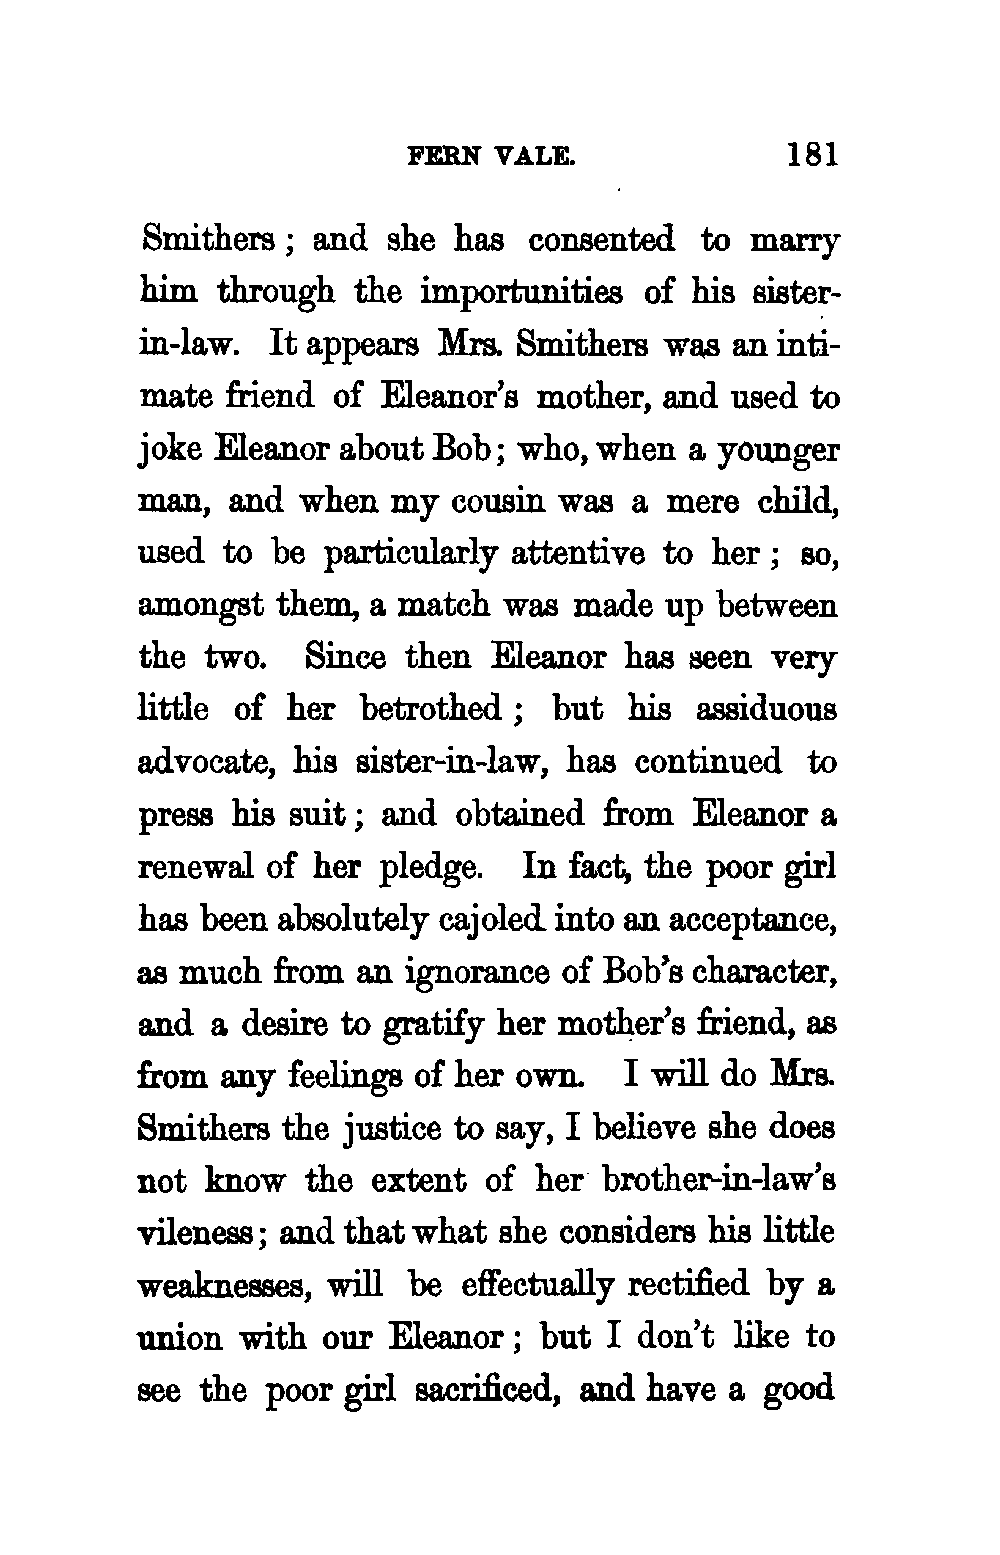 FERN VALE. 181
Smithers; and she has consented to marry
him through the importunities of his sister-
in-law. It appears Mrs. Smithers was an inti-
mate friend of Eleanor's mother, and used to
joke Eleanor about Bob; who, when a younger
man, and when my cousin was a mere child,
used to be particularly attentive to her; so,
amongst them, a match was made up between
the two. Since then Eleanor has seen very
little of her betrothed; but his assiduous
advocate, his sister-in-law, has continued to
press his suit; and obtained from Eleanor a
renewal of her pledge. In fact, the poor girl
has been absolutely cajoled into an acceptance,
as much from an ignorance of Bob's character,
and a desire to gratify her mother's friend, as
from any feelings of her own. I will do Mrs.
Smithers the justice to say, I believe she does
not know the extent of her brother-in-law's
vileness; and that what she considers his little
weaknesses, will be effectually rectified by a
union with our Eleanor; but I don't like to
see the poor girl sacrificed, and have a good